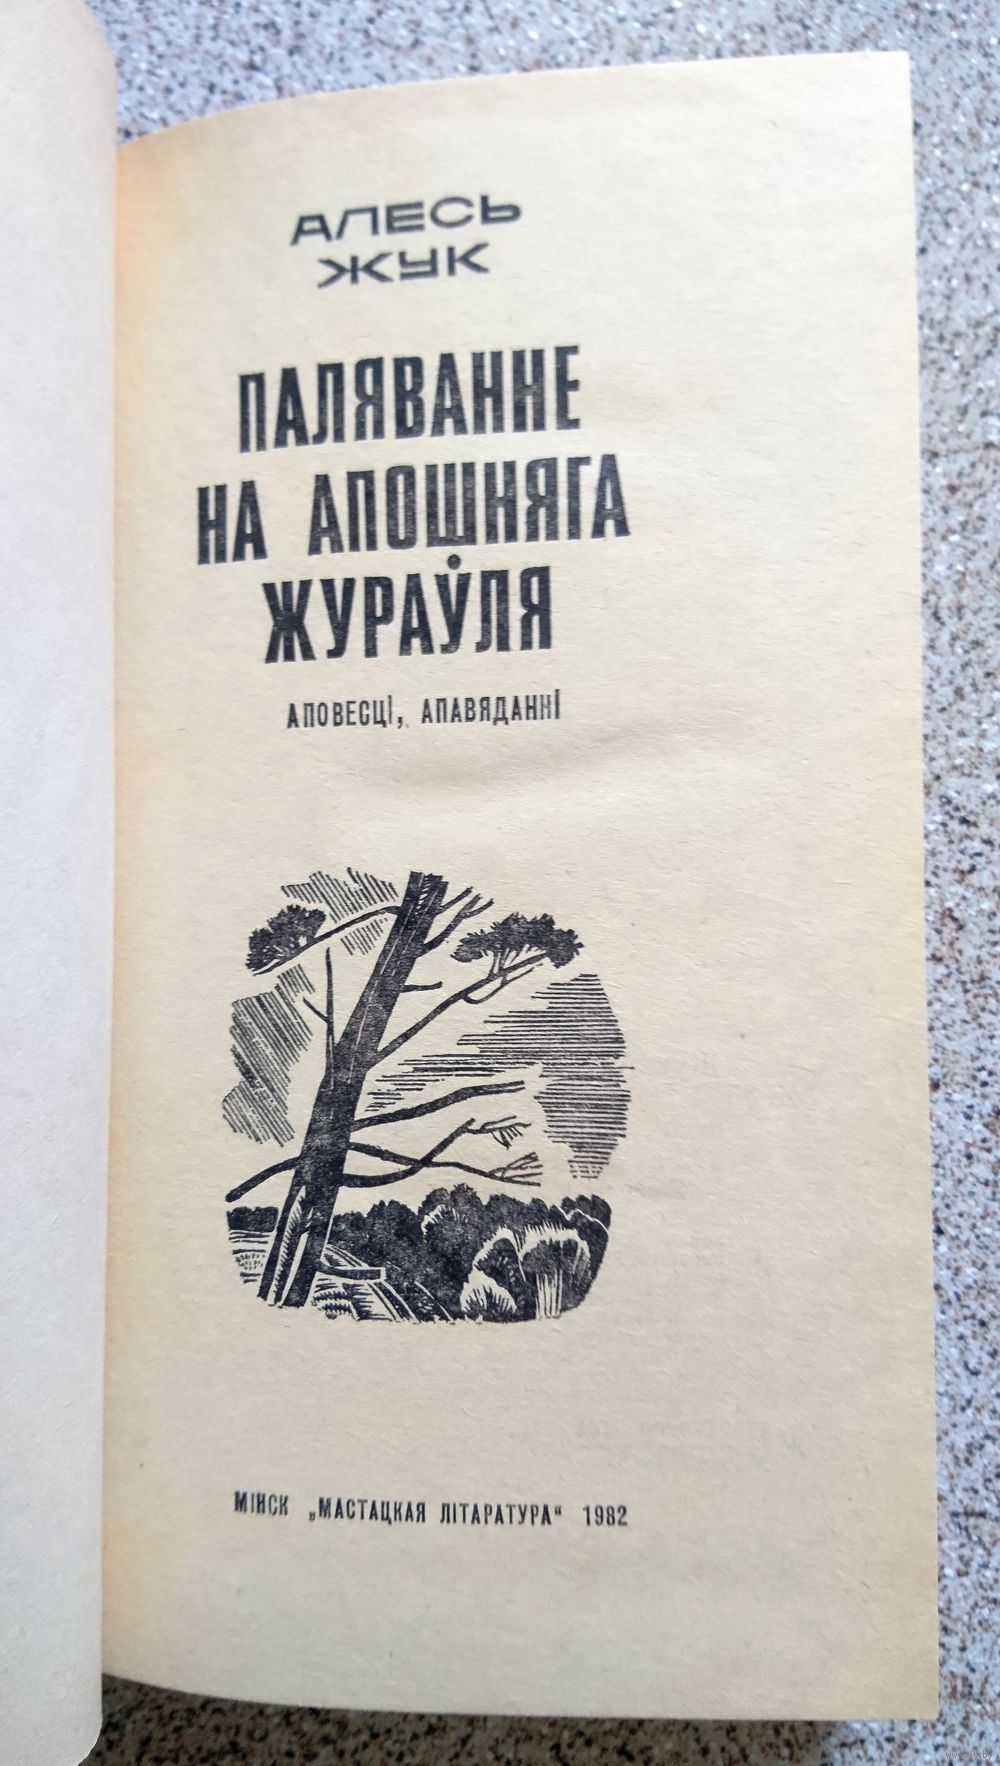 АЛЕСЬ
ЖУК
ПАЛЯВАННЕ
НА АПОШНЯГА
ЖУРАЎЛЯ
АПОВЕСЦІ, АПАВЯДАННІ
МІНСК „МАСТАЦКАЯ ЛІТАРАТУРА“ 1982